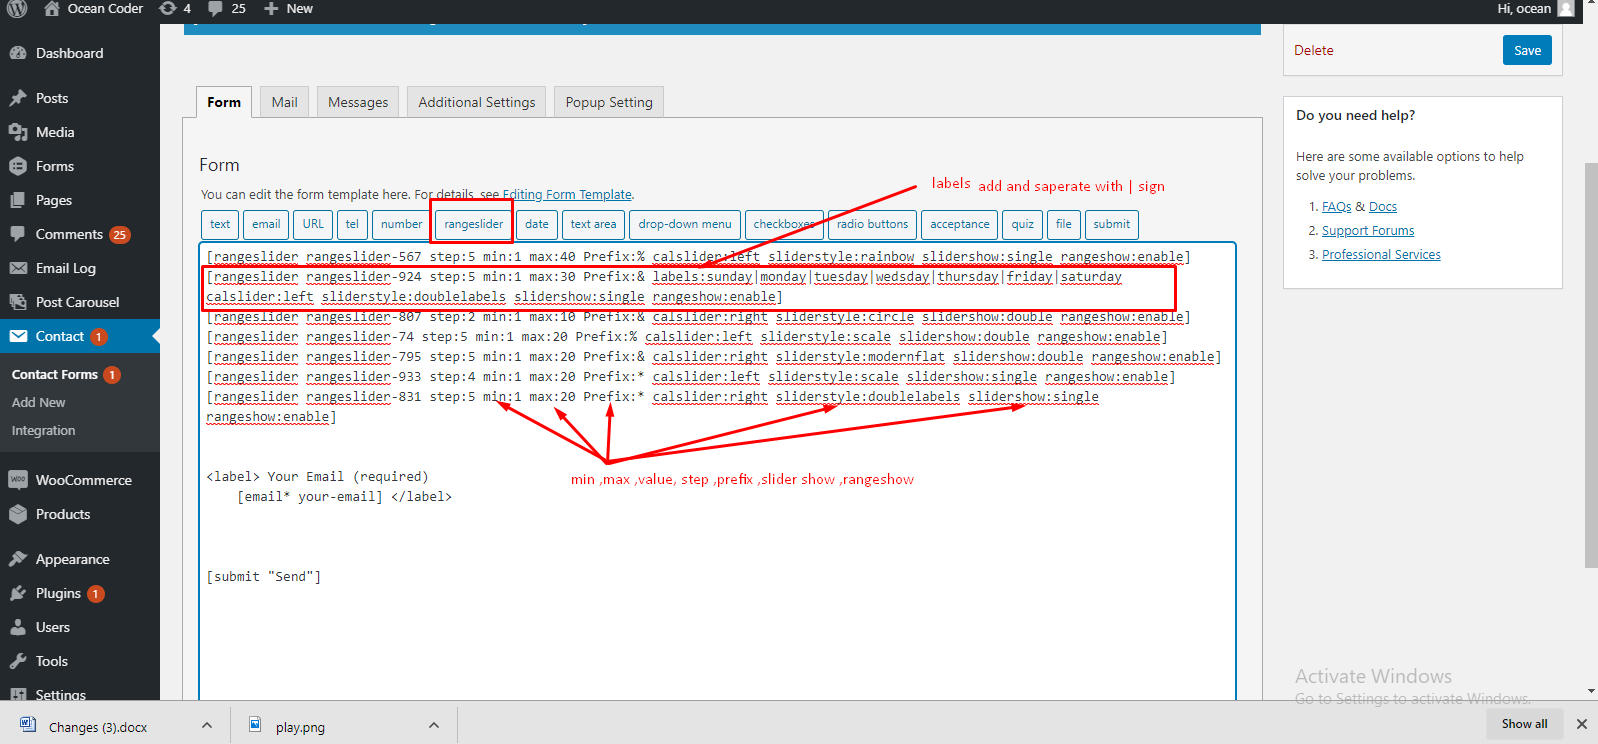 Ocean Coder 4 25 New Hi, ocean
Dashboard
Posts
Media
Forms
Pages
Comments 25
Email Log
Post Carousel
Contact 1
Contact Forms 1
Add New
Integration
WooCommerce
Products
Appearance
Plugins 1
Users
Tools
Settings
Form Mail Messages Additional Settings Popup Setting
Form
You can edit the form template here. For details, see Editing Form Template.
labels add and saperate with | sign
text email URL tel number rangeslider date text area drop-down menu checkboxes radio buttons acceptance quiz file submit
[rangeslider rangeslider-567 step:5 min:1 max:40 Prefix:% calslider:left sliderstyle:rainbow slidershow:single rangeshow:enable]
[rangeslider rangeslider-924 step:5 min:1 max:30 Prefix:& labels:sunday|monday|tuesday|wedsday|thursday|friday|saturday
calslider:left sliderstyle:doublelabels slidershow:single rangeshow:enable]
[rangeslider rangeslider-807 step:2 min:1 max:10 Prefix:& calslider:right sliderstyle:circle slidershow:double rangeshow:enable]
[rangeslider rangeslider-74 step:5 min:1 max:20 Prefix:% calslider:left sliderstyle:scale slidershow:double rangeshow:enable]
[rangeslider rangeslider-795 step:5 min:1 max:20 Prefix:& calslider:right sliderstyle:modernflat slidershow:double rangeshow:enable]
[rangeslider rangeslider-933 step:4 min:1 max:20 Prefix:* calslider:left sliderstyle:scale slidershow:single rangeshow:enable]
[rangeslider rangeslider-831 step:5 min:1 max:20 Prefix:* calslider:right sliderstyle:doublelabels slidershow:single
rangeshow:enable]
min ,max ,value, step ,prefix ,slider show ,rangeshow
<label> Your Email (required)
[email* your-email] </label>
[submit "Send"]
Delete Save
Do you need help?
Here are some available options to help
solve your problems.
1. FAQs & Docs
2. Support Forums
3. Professional Services
Activate Windows
Go to Settings to activate Windows.
Changes (3).docx play.png Show all